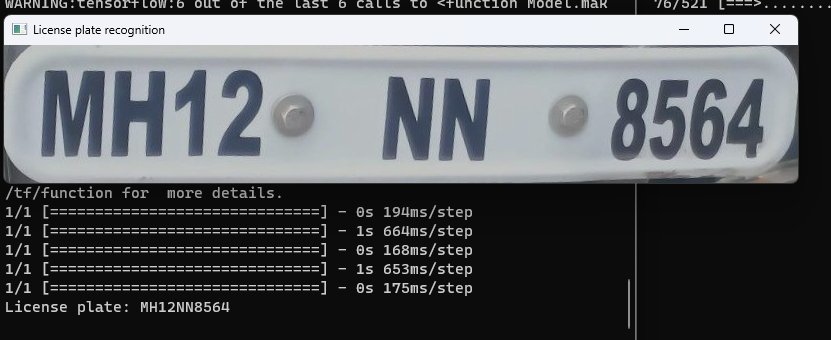 WARNING:tensorflow:6 out of the last 6 calls to <function Model.mak
76/521 [===>........
License plate recognition
MH12 NN 8564
/tf/function for  more details.
1/1 [==============================] - 0s 194ms/step
1/1 [==============================] - 1s 664ms/step
1/1 [==============================] - 0s 168ms/step
1/1 [==============================] - 1s 653ms/step
1/1 [==============================] - 0s 175ms/step
License plate: MH12NN8564